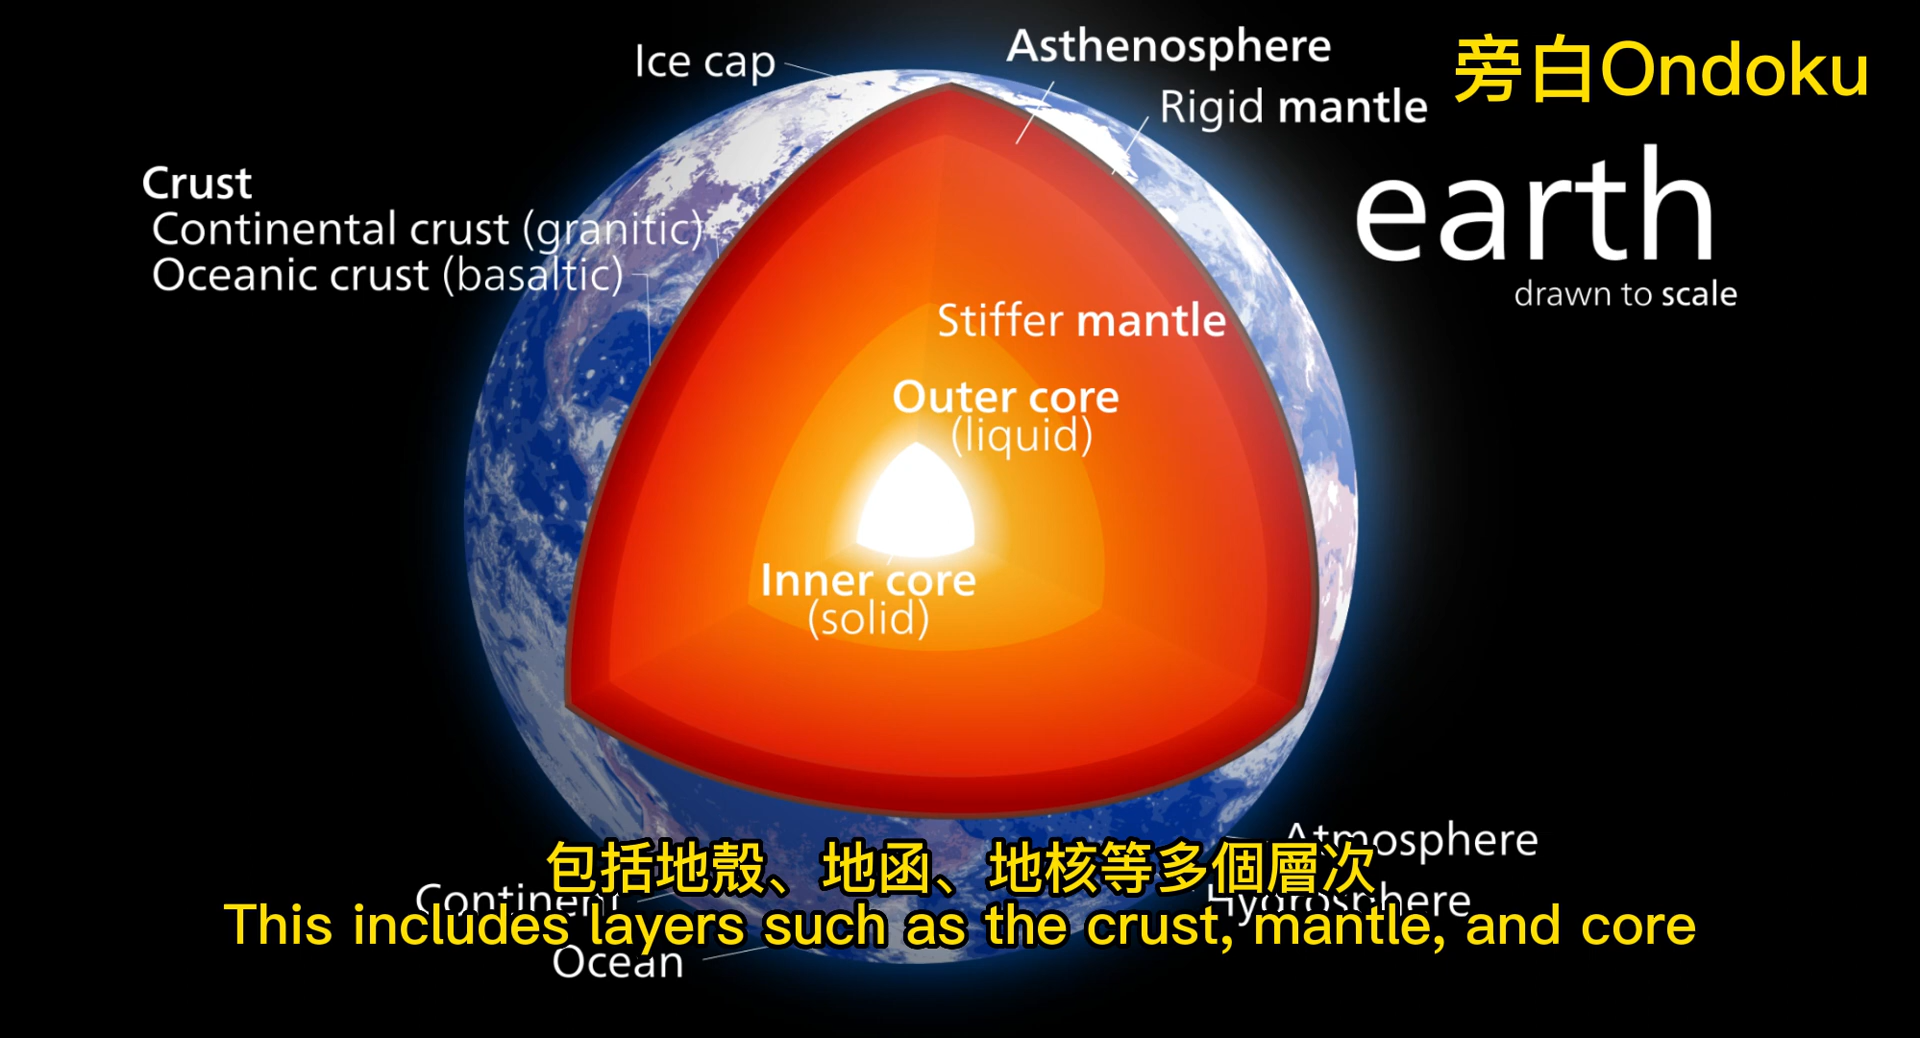 Ice cap
Asthenosphere
Rigid mantle
旁白Ondoku
earth
drawn to scale
Crust
Continental crust (granitic)
Oceanic crust (basaltic)
Stiffer mantle
Outer core
(liquid)
Inner core
(solid)
Atmosphere
包括地殼、地函、地核等多個層次
Continent
Hydrosphere
This includes layers such as the crust, mantle, and core
Ocean